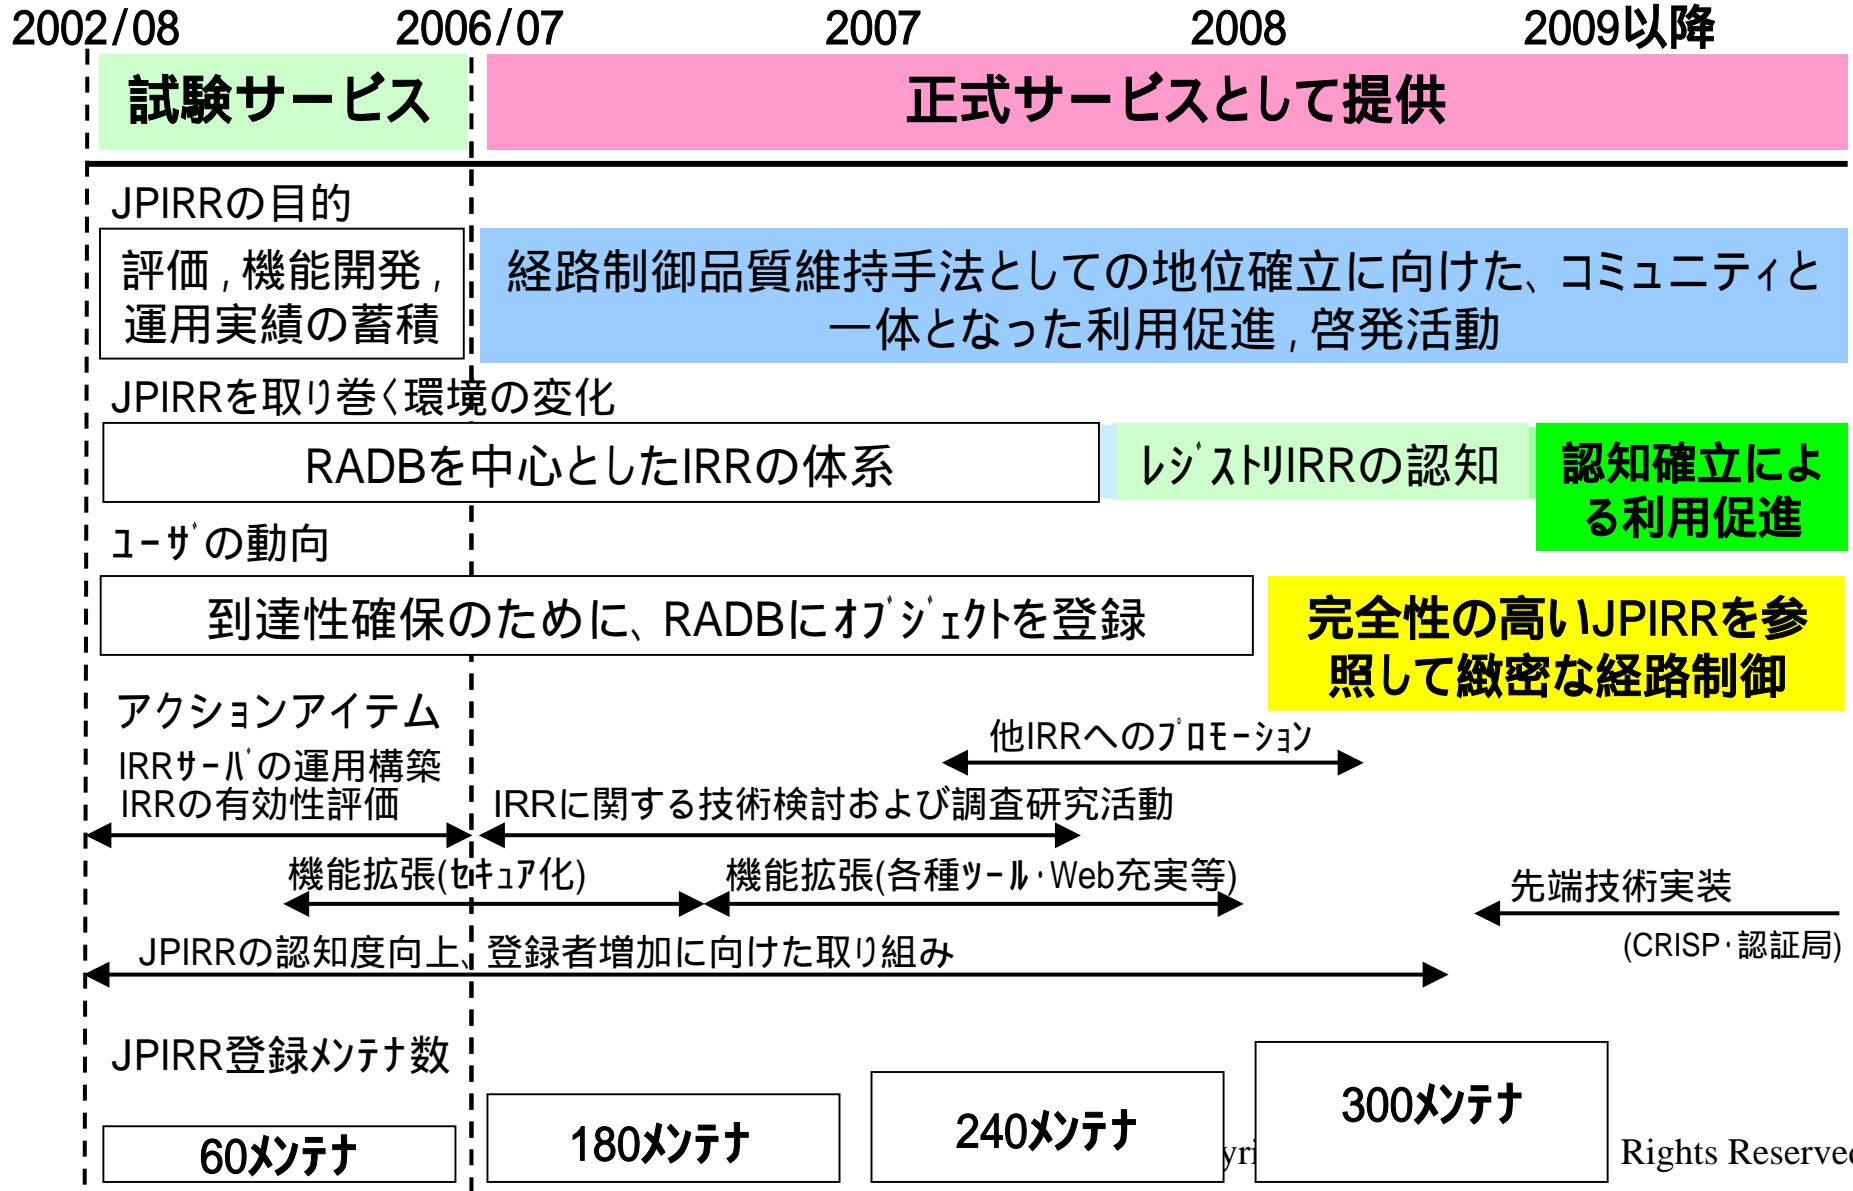 2002/08 2006/07 2007 2008 2009以降
試験サービス 正式サービスとして提供
JPIRRの目的
評価,機能開発,
運用実績の蓄積
経路制御品質維持手法としての地位確立に向けた、コミュニティと
一体となった利用促進,啓発活動
JPIRRを取り巻く環境の変化
RADBを中心としたIRRの体系
ﾚｼﾞｽﾄﾘIRRの認知
認知確立によ
る利用促進
ﾕｰｻﾞの動向
到達性確保のために、RADBにｵﾌﾞｼﾞｪｸﾄを登録
完全性の高いJPIRRを参
照して緻密な経路制御
アクションアイテム
他IRRへのﾌﾟﾛﾓｰｼｮﾝ
IRRｻｰﾊﾞの運用構築
IRRの有効性評価
IRRに関する技術検討および調査研究活動
機能拡張(ｾｷｭｱ化)
機能拡張(各種ﾂｰﾙ･Web充実等)
先端技術実装
(CRISP･認証局)
JPIRRの認知度向上、登録者増加に向けた取り組み
JPIRR登録ﾒﾝﾃﾅ数
60ﾒﾝﾃﾅ
180ﾒﾝﾃﾅ
240ﾒﾝﾃﾅ
300ﾒﾝﾃﾅ
Rights